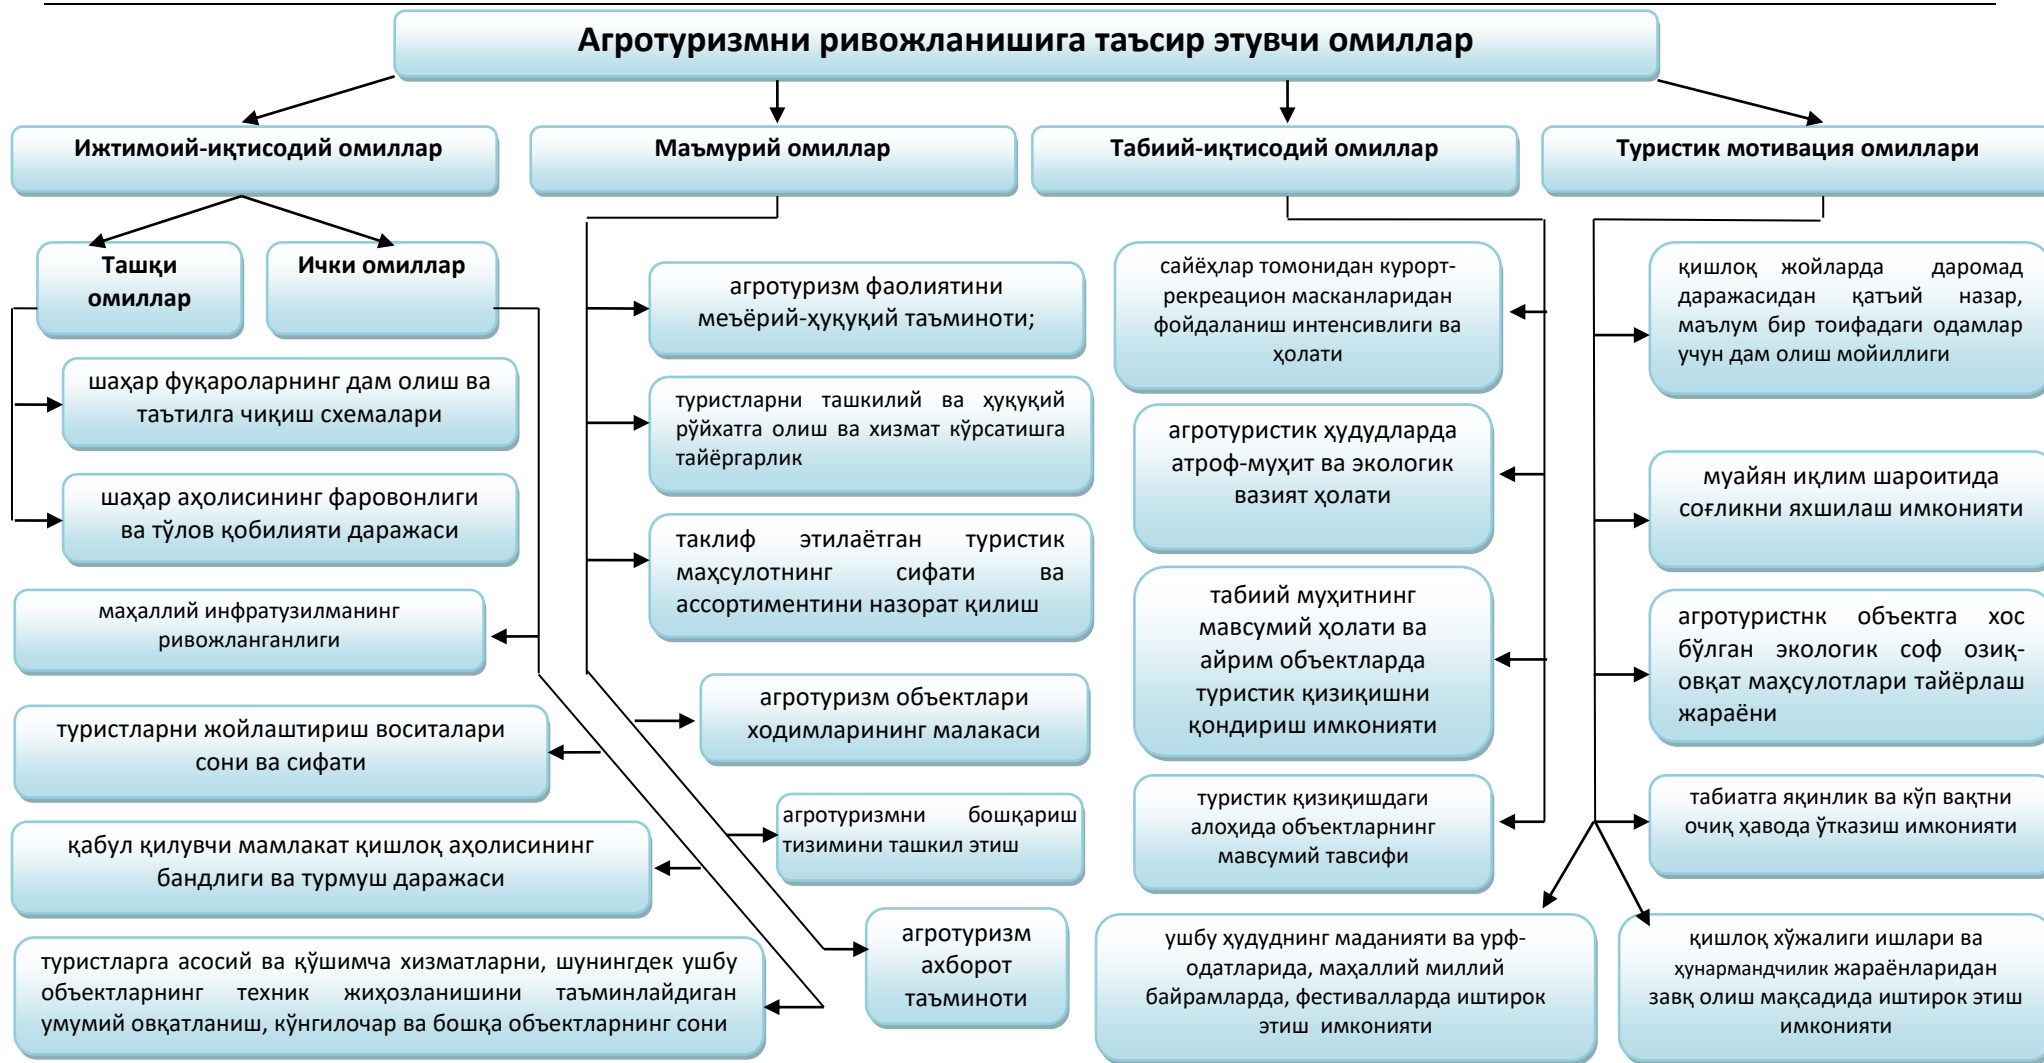 Агротуризмни ривожланишига таъсир этувчи омиллар
Ижтимоий-иқтисодий омиллар
Маъмурий омиллар
Табиий-иқтисодий омиллар
Туристик мотивация омиллари
Ташқи
омиллар
Ички омиллар
шаҳар фуқароларнинг дам олиш ва
таътилга чиқиш схемалари
шаҳар аҳолисининг фаровонлиги
ва тўлов қобилияти даражаси
маҳаллий инфратузилманинг
ривожланганлиги
туристларни жойлаштириш воситалари
сони ва сифати
қабул қилувчи мамлакат қишлоқ аҳолисининг
бандлиги ва турмуш даражаси
туристларга асосий ва қўшимча хизматларни, шунингдек ушбу
объектларнинг техник жиҳозланишини таъминлайдиган
умумий овқатланиш, кўнгилочар ва бошқа объектларнинг сони
агротуризм фаолиятини
меъёрий-ҳуқуқий таъминоти;
туристларни ташкилий ва ҳуқуқий
рўйхатга олиш ва хизмат кўрсатишга
тайёргарлик
таклиф этилаётган туристик
маҳсулотнинг сифати ва
ассортиментини назорат қилиш
агротуризм объектлари
ходимларининг малакаси
агротуризмни бошқариш
тизимини ташкил этиш
агротуризм
ахборот
таъминоти
сайёҳлар томонидан курорт-
рекреацион масканларидан
фойдаланиш интенсивлиги ва
ҳолати
агротуристик ҳудудларда
атроф-муҳит ва экологик
вазият ҳолати
табиий муҳитнинг
мавсумий ҳолати ва
айрим объектларда
туристик қизиқишни
қондириш имконияти
туристик қизиқишдаги
алоҳида объектларнинг
мавсумий тавсифи
қишлоқ жойларда даромад
даражасидан қатъий назар,
маълум бир тоифадаги одамлар
учун дам олиш мойиллиги
муайян иқлим шароитида
соғликни яхшилаш имконияти
агротуристнк объектга хос
бўлган экологик соф озиқ-
овқат маҳсулотлари тайёрлаш
жараёни
табиатга яқинлик ва кўп вақтни
очиқ ҳавода ўтказиш имконияти
ушбу ҳудуднинг маданияти ва урф-
одатларида, маҳаллий миллий
байрамларда, фестивалларда иштирок
этиш имконияти
қишлоқ хўжалиги ишлари ва
ҳунармандчилик жараёнларидан
завқ олиш мақсадида иштирок этиш
имконияти